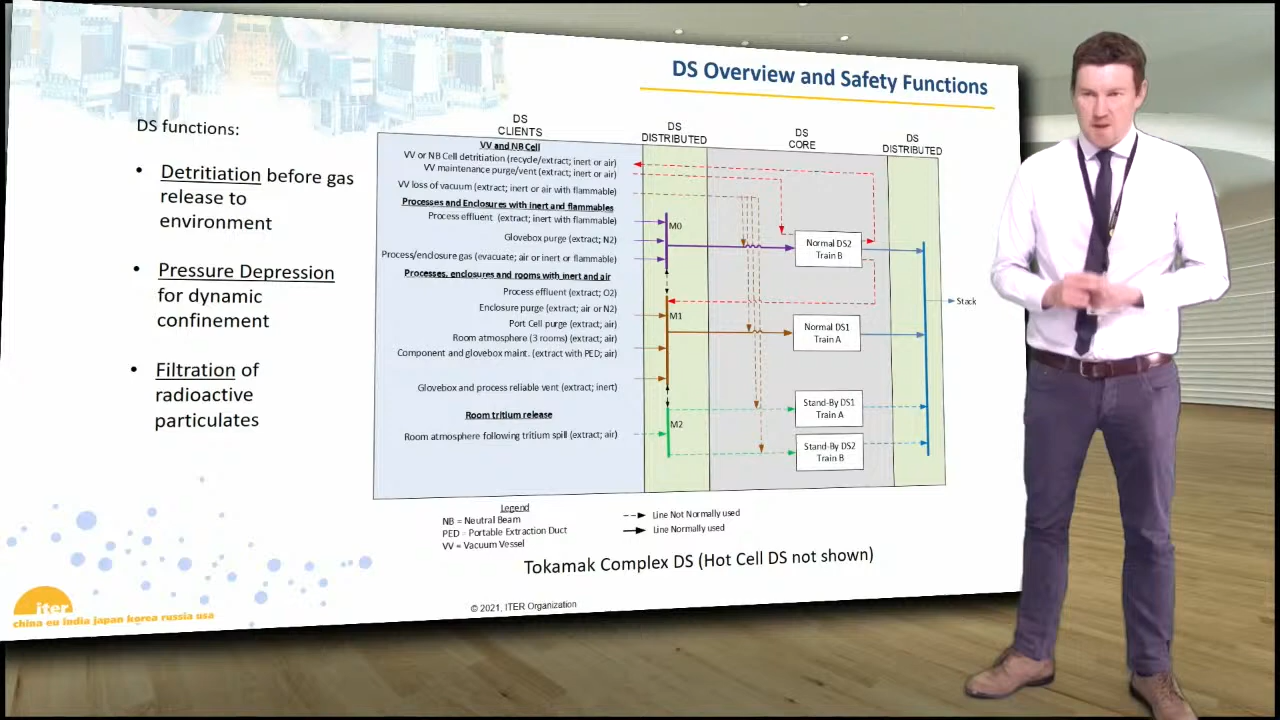 DS Overview and Safety Functions
DS functions:
• Detritiation before gas
release to
environment
• Pressure Depression
for dynamic
confinement
• Filtration of
radioactive
particulates
DS
CLIENTS
DS
DISTRIBUTED
DS
CORE
DS
DISTRIBUTED
VV and NB Cell
VV or NB Cell detritiation (recycle/extract; inert or air)
VV maintenance purge/vent (extract; inert or air)
VV loss of vacuum (extract; inert or air with flammable)
Processes and Enclosures with inert and flammables
Process effluent (extract; inert with flammable)
Glovebox purge (extract; N2)
Process/enclosure gas (evacuate; air or inert or flammable)
Processes, enclosures and rooms with inert and air
Process effluent (extract; O2)
Enclosure purge (extract; air or N2)
Port Cell purge (extract; air)
Room atmosphere (3 rooms) (extract; air)
Component and glovebox maint. (extract with PED; air)
Glovebox and process reliable vent (extract; inert)
Room tritium release
Room atmosphere following tritium spill (extract; air)
M0
M1
M2
Normal DS2
Train B
Normal DS1
Train A
Stand-By DS1
Train A
Stand-By DS2
Train B
Stack
Legend
NB = Neutral Beam
PED = Portable Extraction Duct
VV = Vacuum Vessel
Line Not Normally used
Line Normally used
Tokamak Complex DS (Hot Cell DS not shown)
iter
china eu india japan korea russia usa
© 2021, ITER Organization